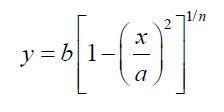 y = b[1 − (x/a)²]^{1/n}